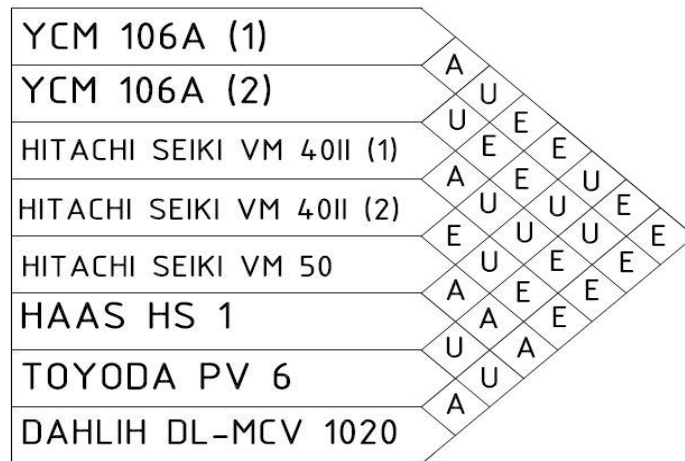 YCM 106A (1)
A
YCM 106A (2) U
U E
HITACHI SEIKI VM 40II (1) E E
A E U
HITACHI SEIKI VM 40II (2) U U E
E U U E
HITACHI SEIKI VM 50 U E E
A E E
HAAS HS 1 A E
U A
TOYODA PV 6 U
A
DAHLIH DL-MCV 1020